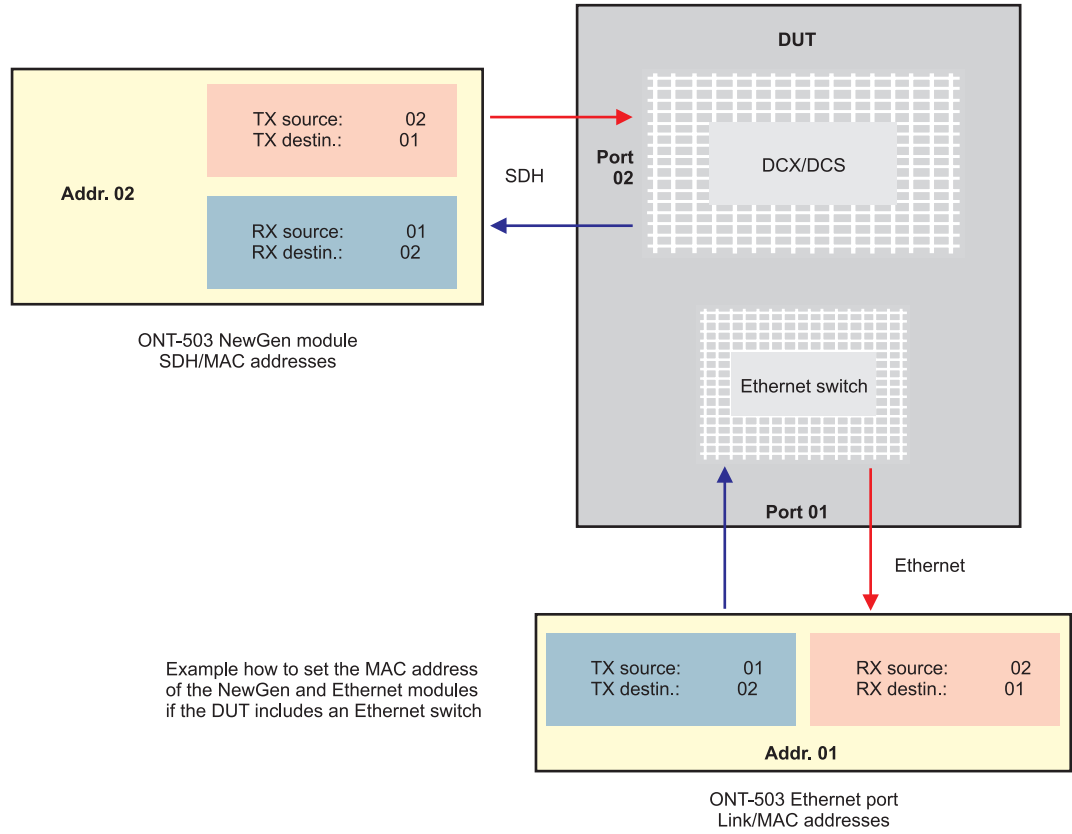 DUT
TX source: 02
TX destin.: 01
Addr. 02
RX source: 01
RX destin.: 02
SDH
Port
02
DCX/DCS
ONT-503 NewGen module
SDH/MAC addresses
Ethernet switch
Port 01
Ethernet
Example how to set the MAC address
of the NewGen and Ethernet modules
if the DUT includes an Ethernet switch
TX source: 01
TX destin.: 02
RX source: 02
RX destin.: 01
Addr. 01
ONT-503 Ethernet port
Link/MAC addresses